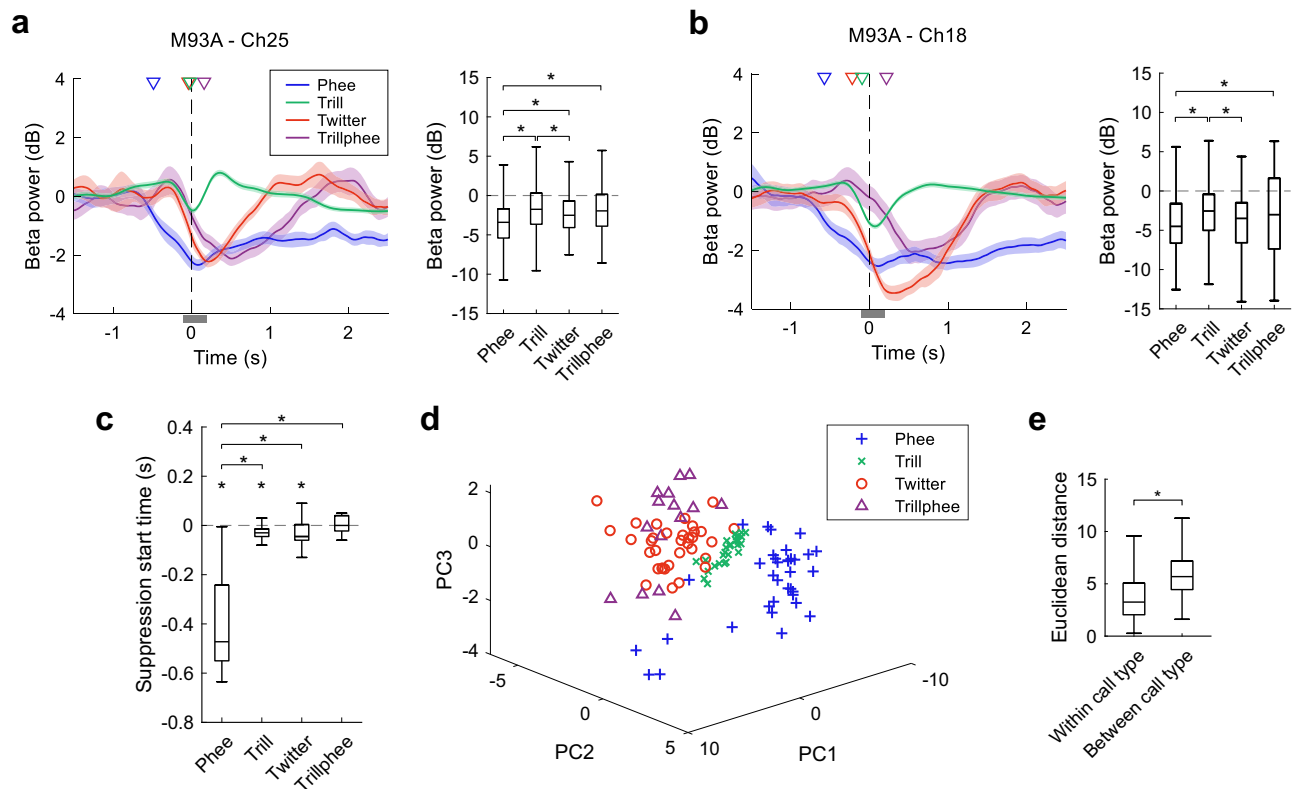 a
M93A - Ch25
Beta power (dB)
4
2
0
-2
-4
-1
0
1
2
Time (s)
Phee
Trill
Twitter
Trillphee
Beta power (dB)
15
10
5
0
-5
-10
-15
*
*
*
*
Phee
Trill
Twitter
Trillphee
b
M93A - Ch18
Beta power (dB)
4
2
0
-2
-4
-1
0
1
2
Time (s)
Beta power (dB)
15
10
5
0
-5
-10
-15
*
*
*
Phee
Trill
Twitter
Trillphee
c
Suppression start time (s)
0.4
0.2
0
-0.2
-0.4
-0.6
-0.8
*
*
*
*
*
*
Phee
Trill
Twitter
Trillphee
d
Phee
Trill
Twitter
Trillphee
PC3
2
0
-2
-4
-5
0
5
PC2
10
0
-10
PC1
e
Euclidean distance
15
10
5
0
*
Within call type
Between call type